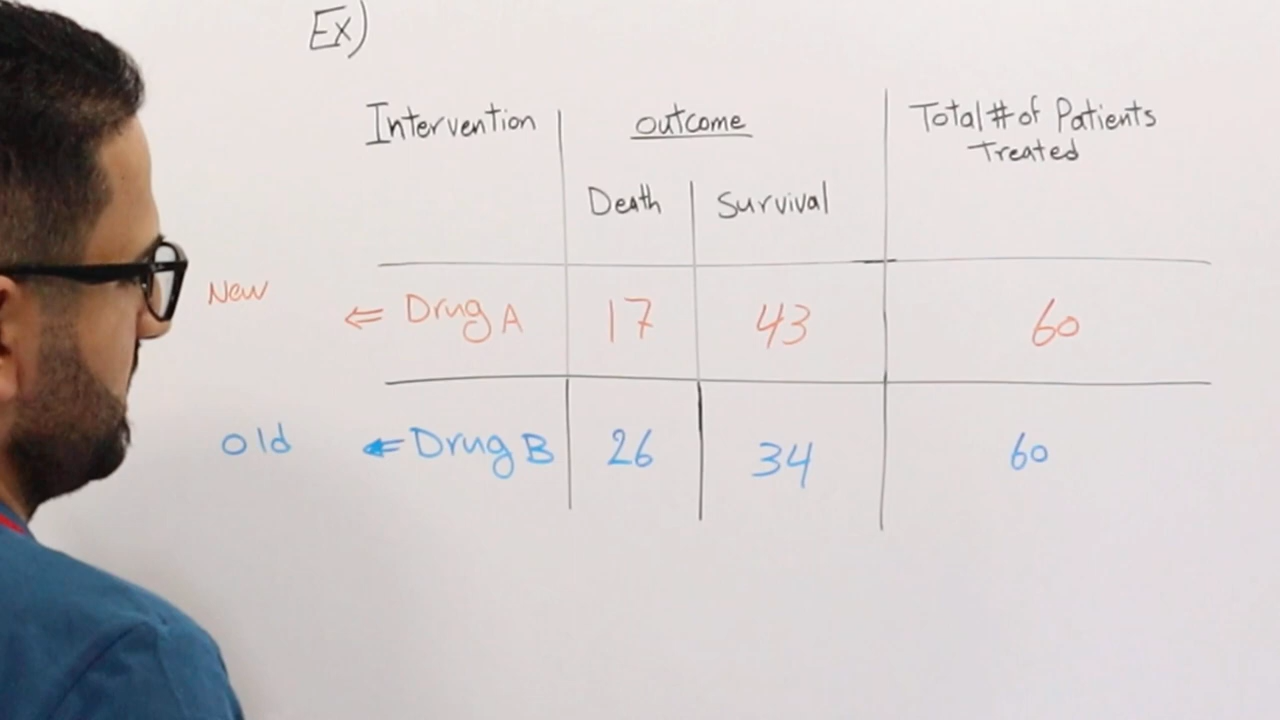 Ex)
Intervention outcome Total # of Patients
Treated
Death Survival
New ⇐ Drug A 17 43 60
old ⇐ Drug B 26 34 60